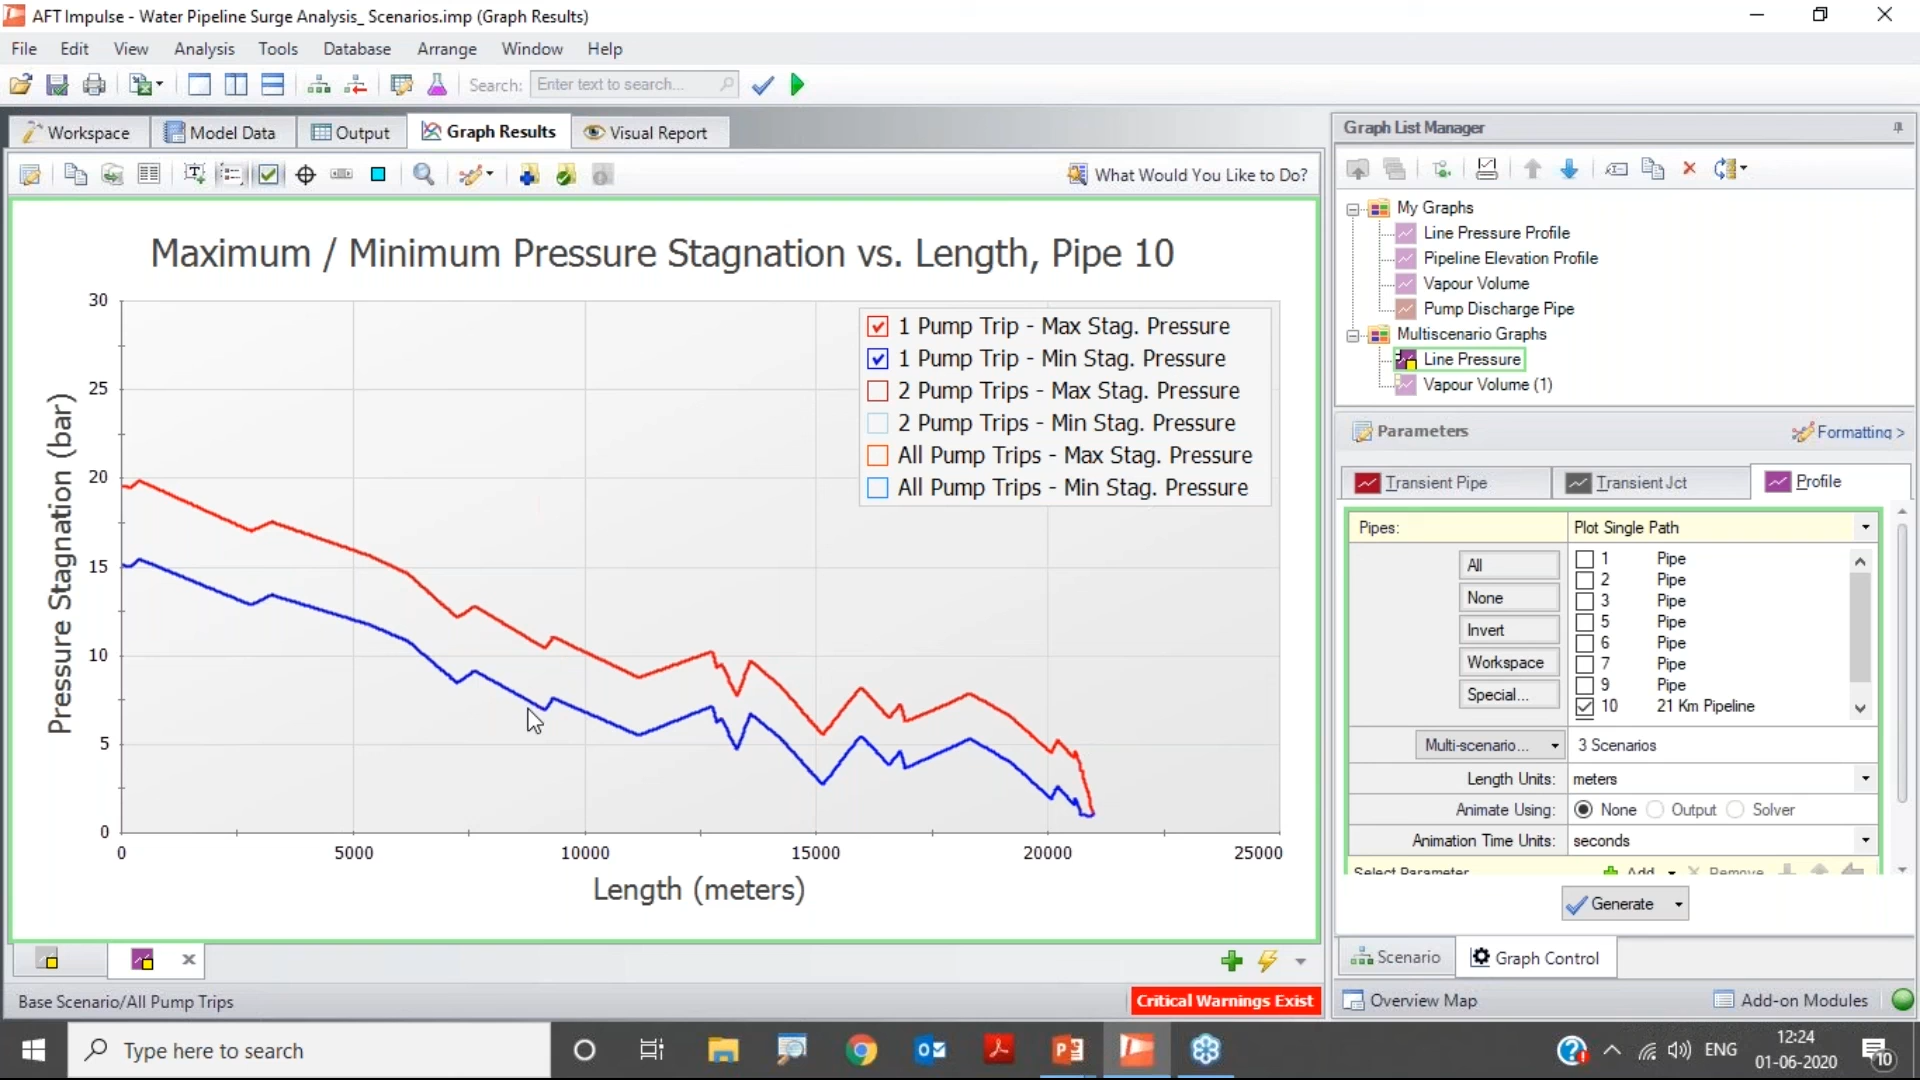 AFT Impulse - Water Pipeline Surge Analysis_ Scenarios.imp (Graph Results)
File Edit View Analysis Tools Database Arrange Window Help
Search: Enter text to search...
Workspace Model Data Output Graph Results Visual Report
What Would You Like to Do?
Maximum / Minimum Pressure Stagnation vs. Length, Pipe 10
Pressure Stagnation (bar)
30
25
20
15
10
5
0
1 Pump Trip - Max Stag. Pressure
1 Pump Trip - Min Stag. Pressure
2 Pump Trips - Max Stag. Pressure
2 Pump Trips - Min Stag. Pressure
All Pump Trips - Max Stag. Pressure
All Pump Trips - Min Stag. Pressure
0 5000 10000 15000 20000 25000
Length (meters)
Base Scenario/All Pump Trips
Critical Warnings Exist
Graph List Manager
My Graphs
Line Pressure Profile
Pipeline Elevation Profile
Vapour Volume
Pump Discharge Pipe
Multiscenario Graphs
Line Pressure
Vapour Volume (1)
Parameters Formatting >
Transient Pipe Transient Jct Profile
Pipes: Plot Single Path
All
None
Invert
Workspace
Special...
1 Pipe
2 Pipe
3 Pipe
5 Pipe
6 Pipe
7 Pipe
9 Pipe
10 21 Km Pipeline
Multi-scenario... 3 Scenarios
Length Units: meters
Animate Using: None Output Solver
Animation Time Units: seconds
Select Parameter Add Remove
Generate
Scenario Graph Control
Overview Map Add-on Modules
Type here to search
ENG
12:24
01-06-2020
10